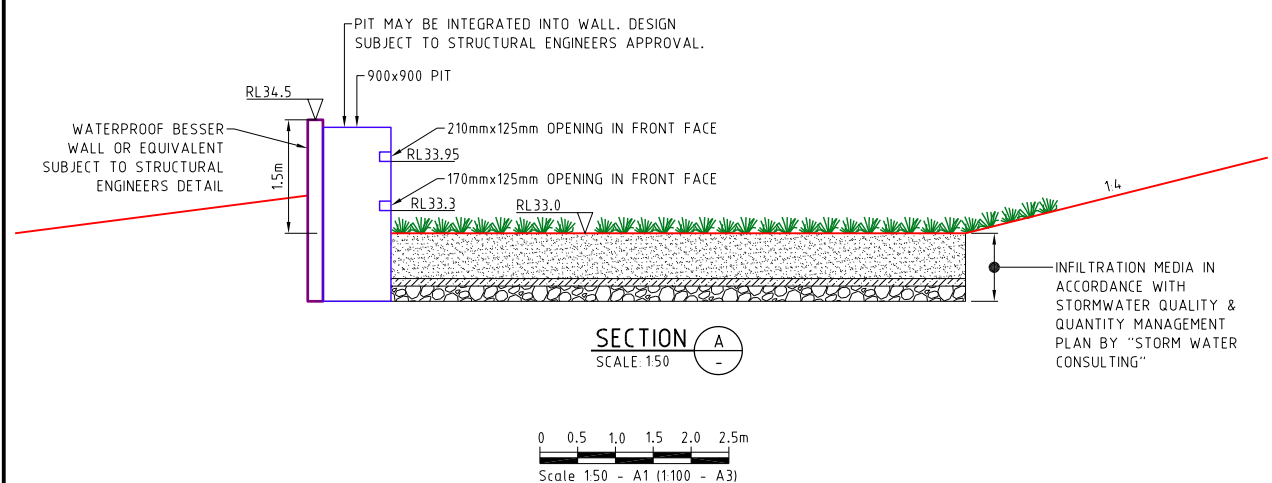 PIT MAY BE INTEGRATED INTO WALL. DESIGN
SUBJECT TO STRUCTURAL ENGINEERS APPROVAL.
900x900 PIT
RL34.5
WATERPROOF BESSER
WALL OR EQUIVALENT
SUBJECT TO STRUCTURAL
ENGINEERS DETAIL
1.5m
210mmx125mm OPENING IN FRONT FACE
RL33.95
170mmx125mm OPENING IN FRONT FACE
RL33.3
RL33.0
1:4
INFILTRATION MEDIA IN
ACCORDANCE WITH
STORMWATER QUALITY &
QUANTITY MANAGEMENT
PLAN BY "STORM WATER
CONSULTING"
SECTION
A
-
SCALE: 1:50
0 0.5 1.0 1.5 2.0 2.5m
Scale 1:50 - A1 (1:100 - A3)